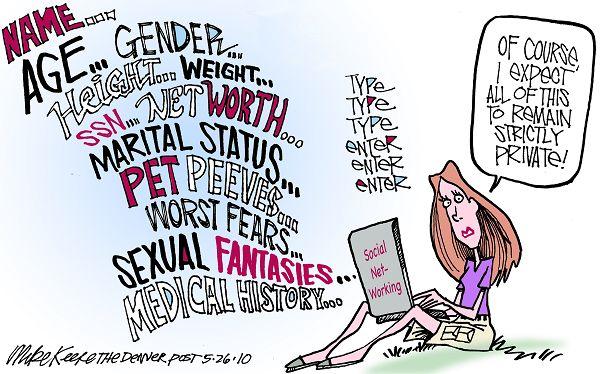 NAME...
AGE... GENDER...
HEIGHT... WEIGHT...
SSN.... NET WORTH...
MARITAL STATUS...
PET PEEVES....
WORST FEARS...
SEXUAL FANTASIES...
MEDICAL HISTORY...
TYPE
TYPE
TYPE
ENTER
ENTER
ENTER
OF COURSE,
I EXPECT
ALL OF THIS
TO REMAIN
STRICTLY
PRIVATE!
Social
Net-
Working
MIKE KEEFE THE DENVER POST 5-26-10